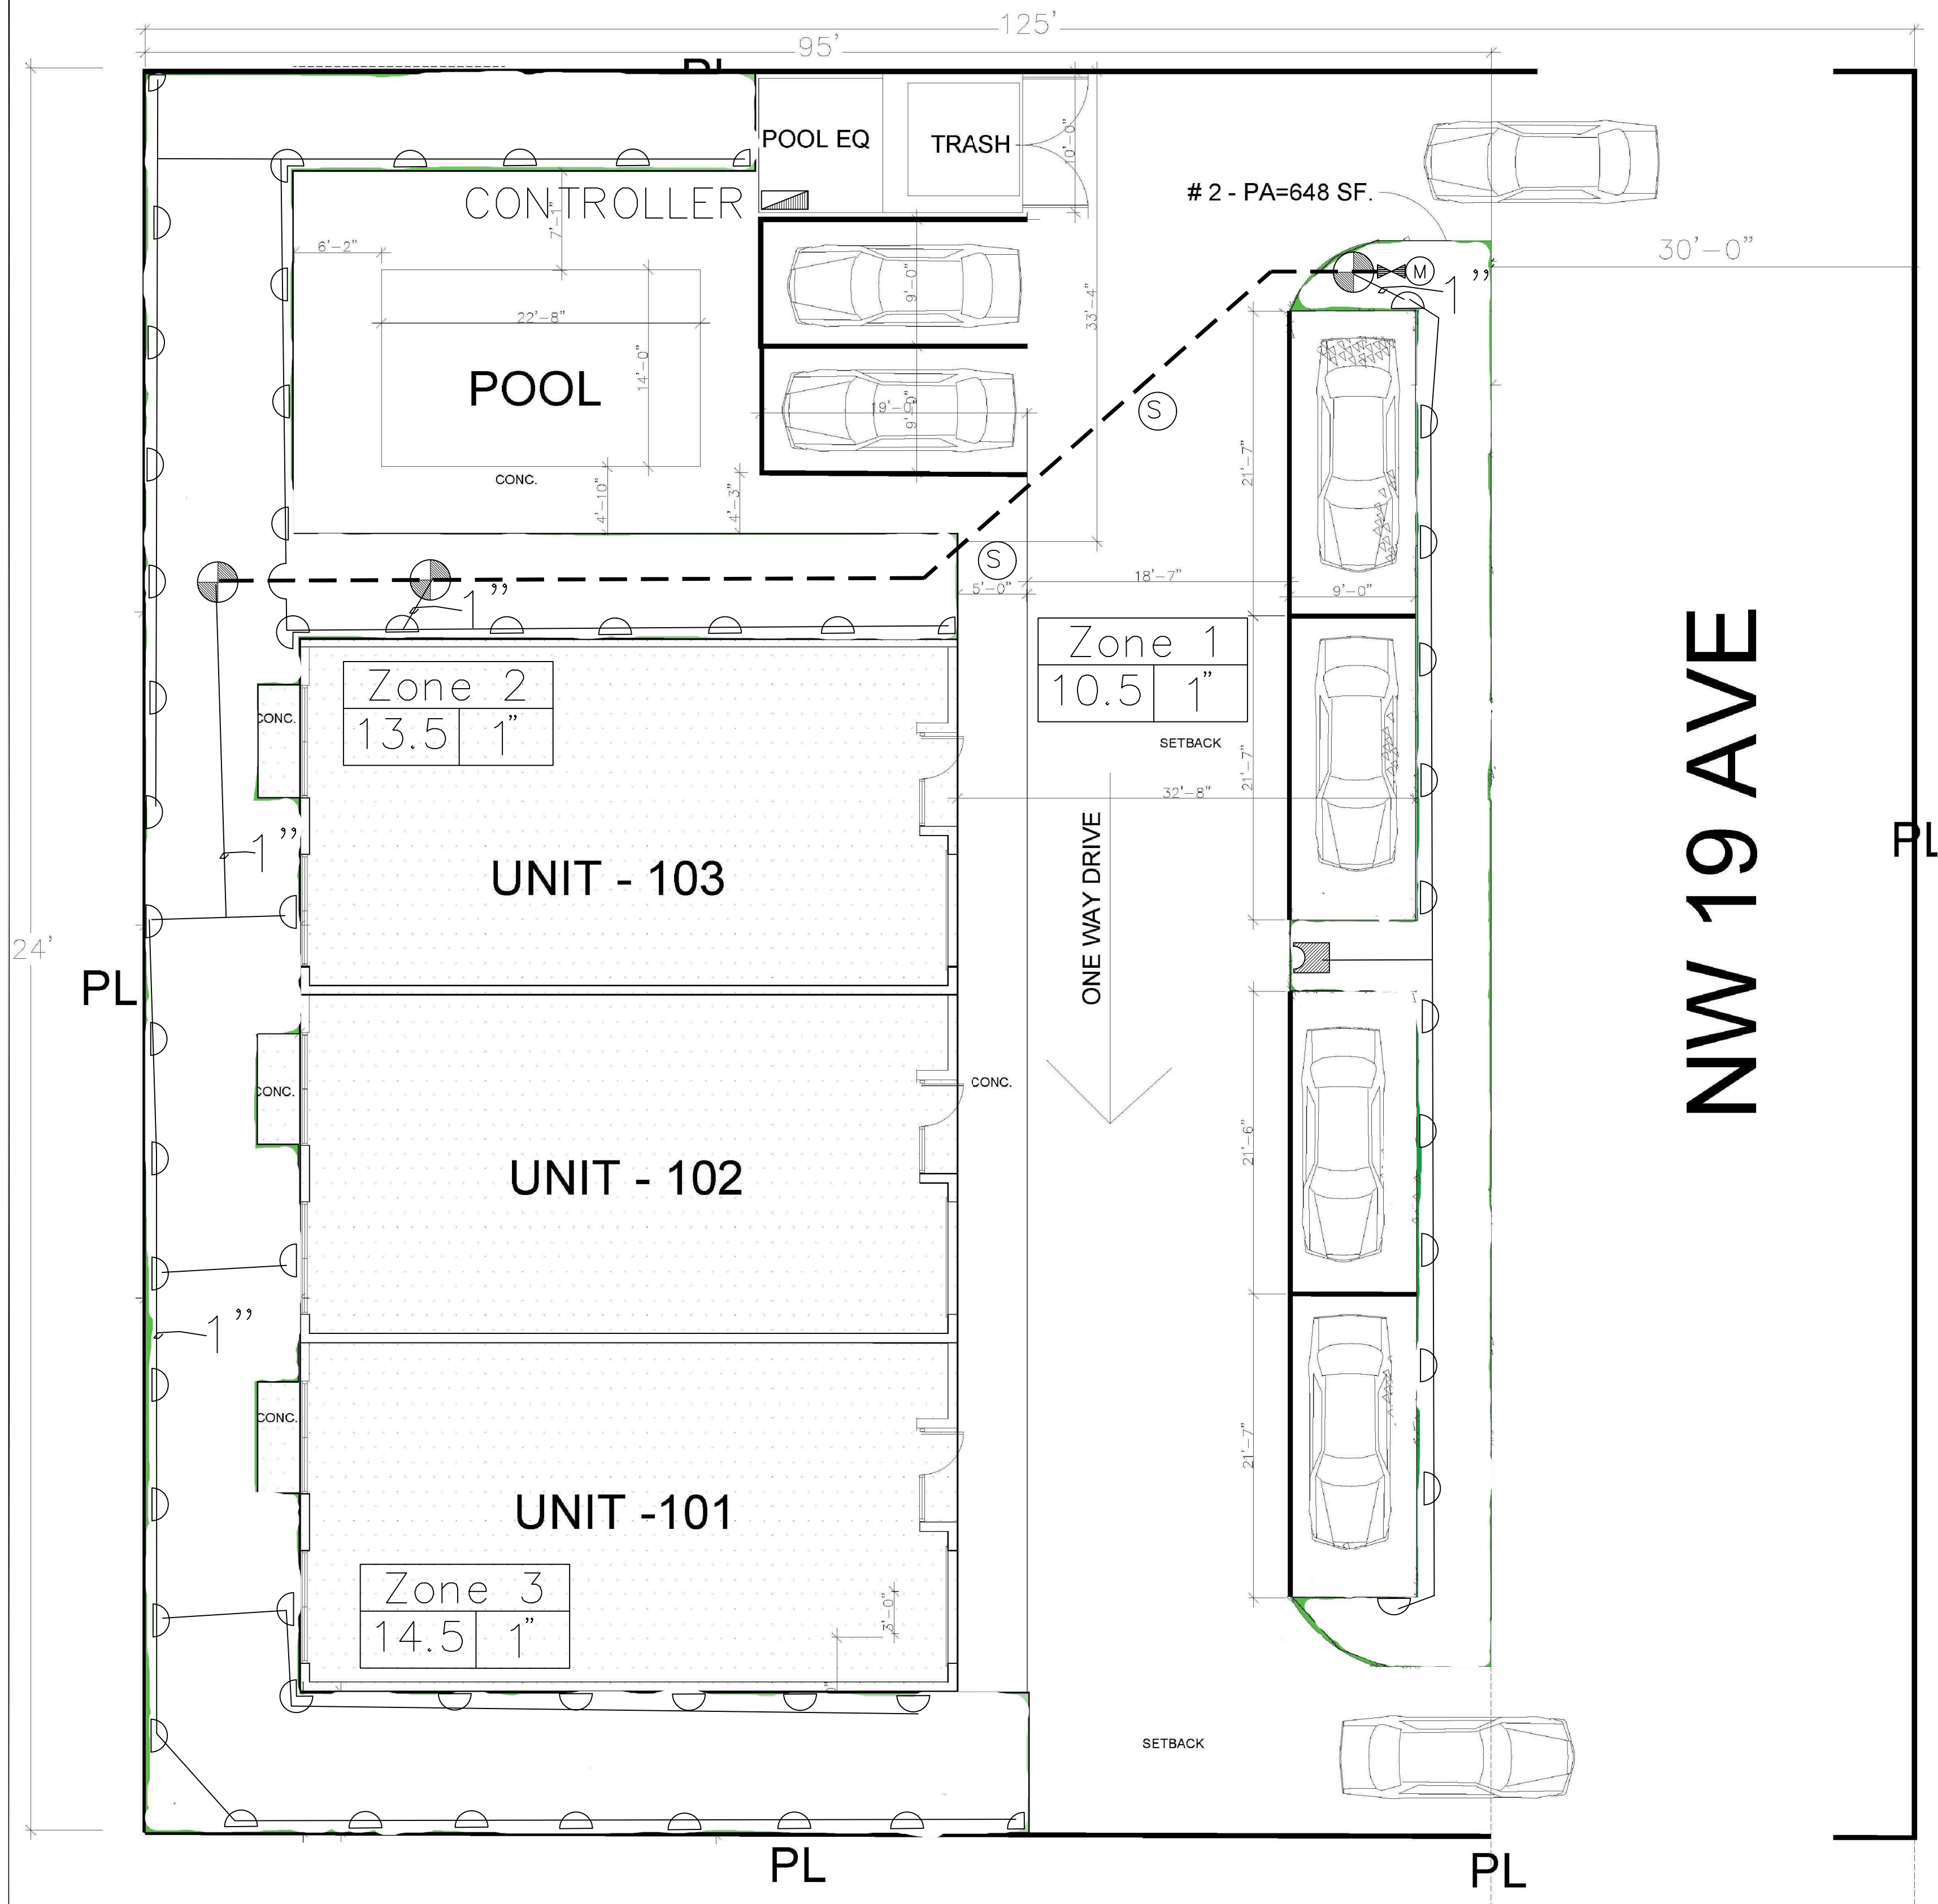 125'
95'
PL
POOL EQ
TRASH
10'-0"
# 2 - PA=648 SF.
CONTROLLER
7'-1"
6'-2"
9'-0"
33'-4"
M
1"
30'-0"
22'-8"
14'-0"
POOL
19'-0"
9'-0"
S
21'-7"
CONC.
4'-10"
4'-3"
S
1"
5'-0"
18'-7"
9'-0"
Zone 1
10.5 1"
Zone 2
13.5 1"
CONC.
SETBACK
21'-7"
32'-8"
1"
UNIT - 103
ONE WAY DRIVE
NW 19 AVE
PL
24'
PL
CONC.
CONC.
21'-6"
UNIT - 102
1"
CONC.
21'-7"
UNIT -101
Zone 3
14.5 1"
3'-0"
SETBACK
PL
PL